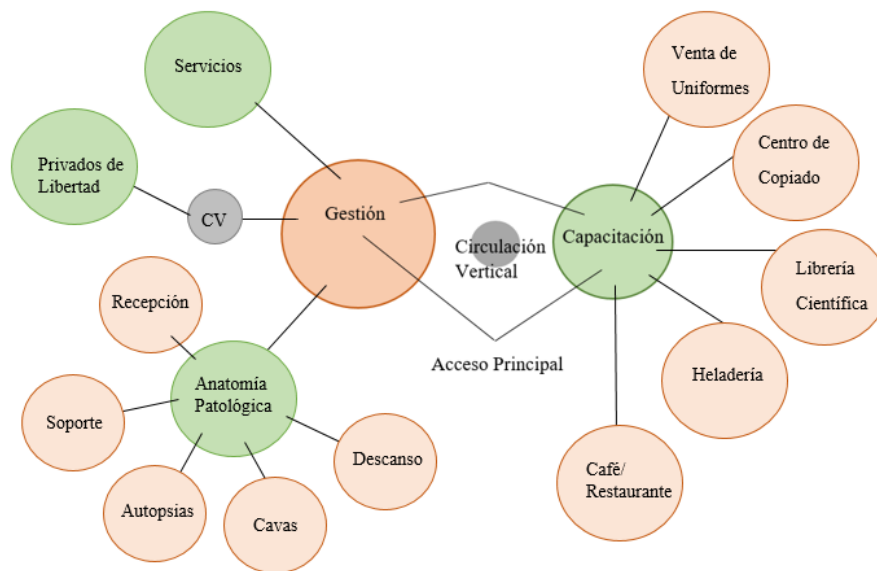 Servicios
Venta de
Uniformes
Privados de
Libertad
CV
Gestión
Centro de
Copiado
Circulación
Vertical
Capacitación
Librería
Científica
Recepción
Acceso Principal
Heladería
Anatomía
Patológica
Soporte
Descanso
Café/
Restaurante
Autopsias
Cavas